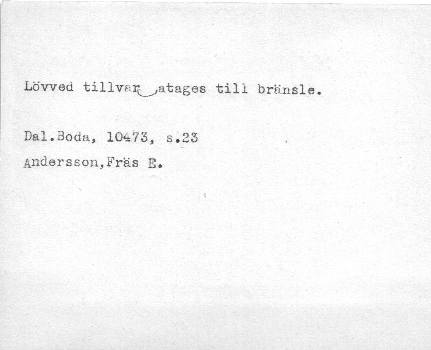 Lövved tillvar atages till bränsle.
Dal.Boda, 10473, s.23
Andersson,Fräs E.